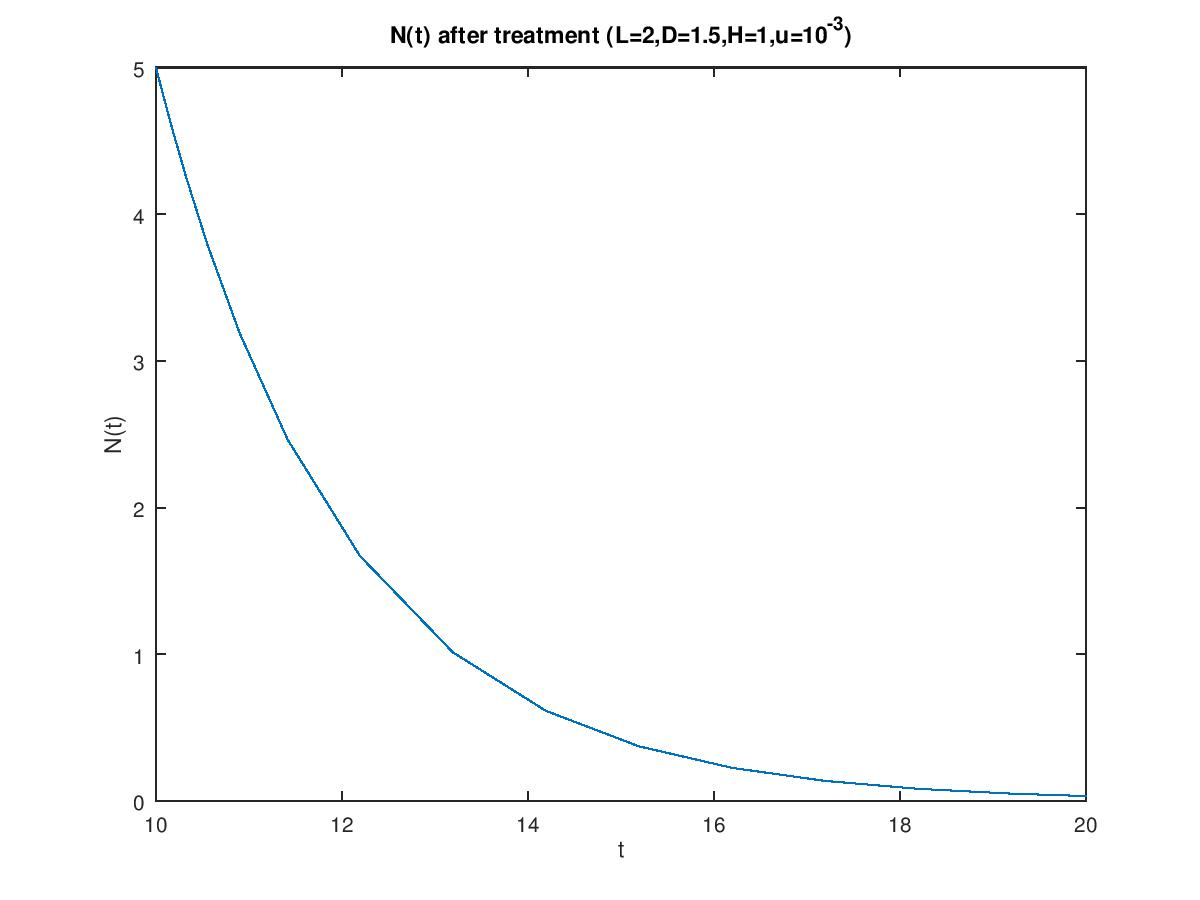 N(t) after treatment (L=2,D=1.5,H=1,u=10^-3)
5
4
3
2
1
0
N(t)
10 12 14 16 18 20
t